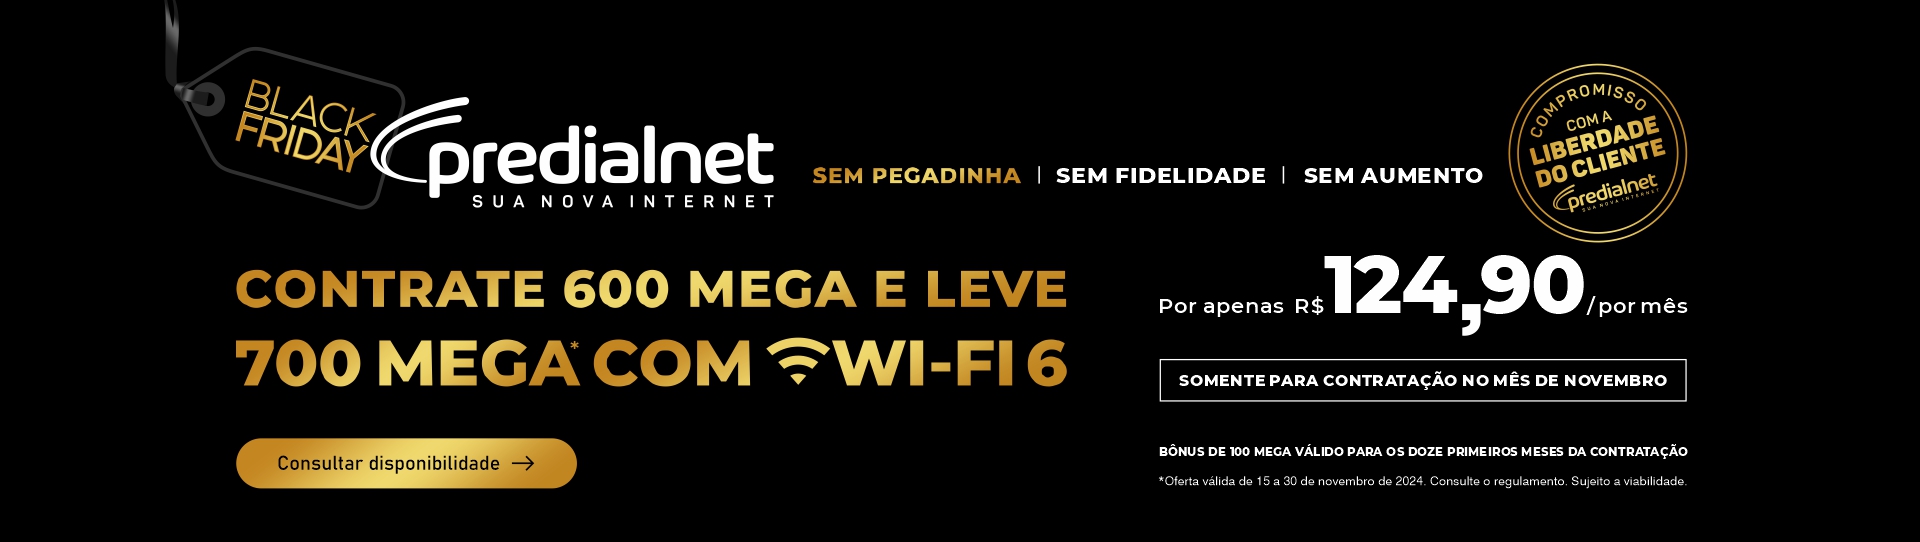 BLACK
FRIDAY
predialnet
SUA NOVA INTERNET
SEM PEGADINHA | SEM FIDELIDADE | SEM AUMENTO
COMPROMISSO
COM A
LIBERDADE
DO CLIENTE
predialnet
SUA NOVA INTERNET
CONTRATE 600 MEGA E LEVE
700 MEGA* COM WI-FI 6
Por apenas R$ 124,90 /por mês
SOMENTE PARA CONTRATAÇÃO NO MÊS DE NOVEMBRO
Consultar disponibilidade →
BÔNUS DE 100 MEGA VÁLIDO PARA OS DOZE PRIMEIROS MESES DA CONTRATAÇÃO
*Oferta válida de 15 a 30 de novembro de 2024. Consulte o regulamento. Sujeito a viabilidade.